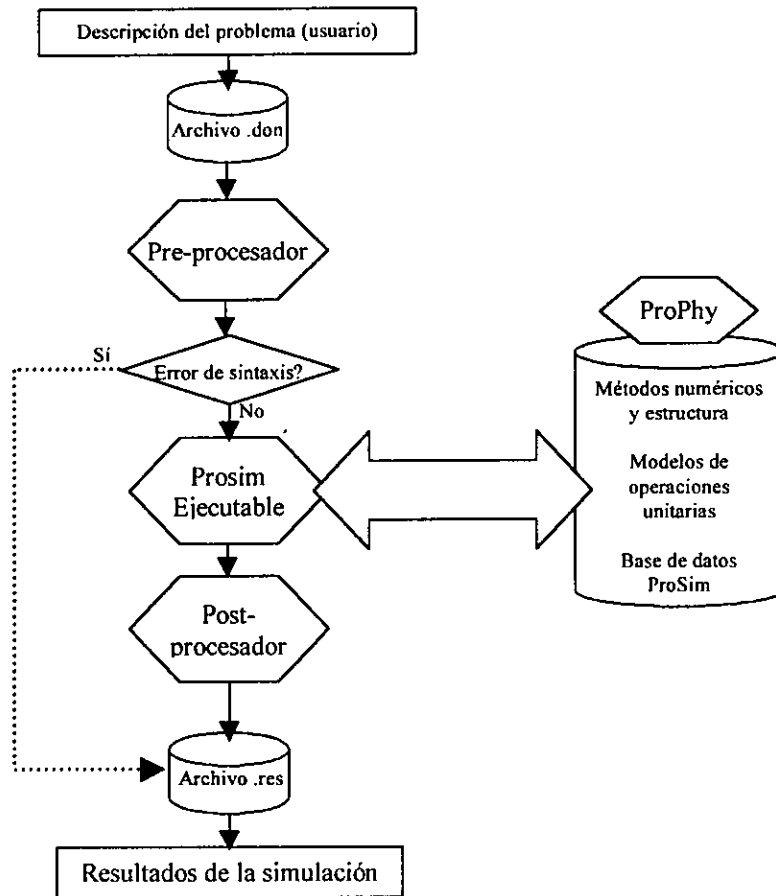 Descripción del problema (usuario)
Archivo .don
Pre-procesador
Sí
Error de sintaxis?
No
Prosim
Ejecutable
Post-
procesador
Archivo .res
Resultados de la simulación
ProPhy
Métodos numéricos
y estructura
Modelos de
operaciones
unitarias
Base de datos
ProSim